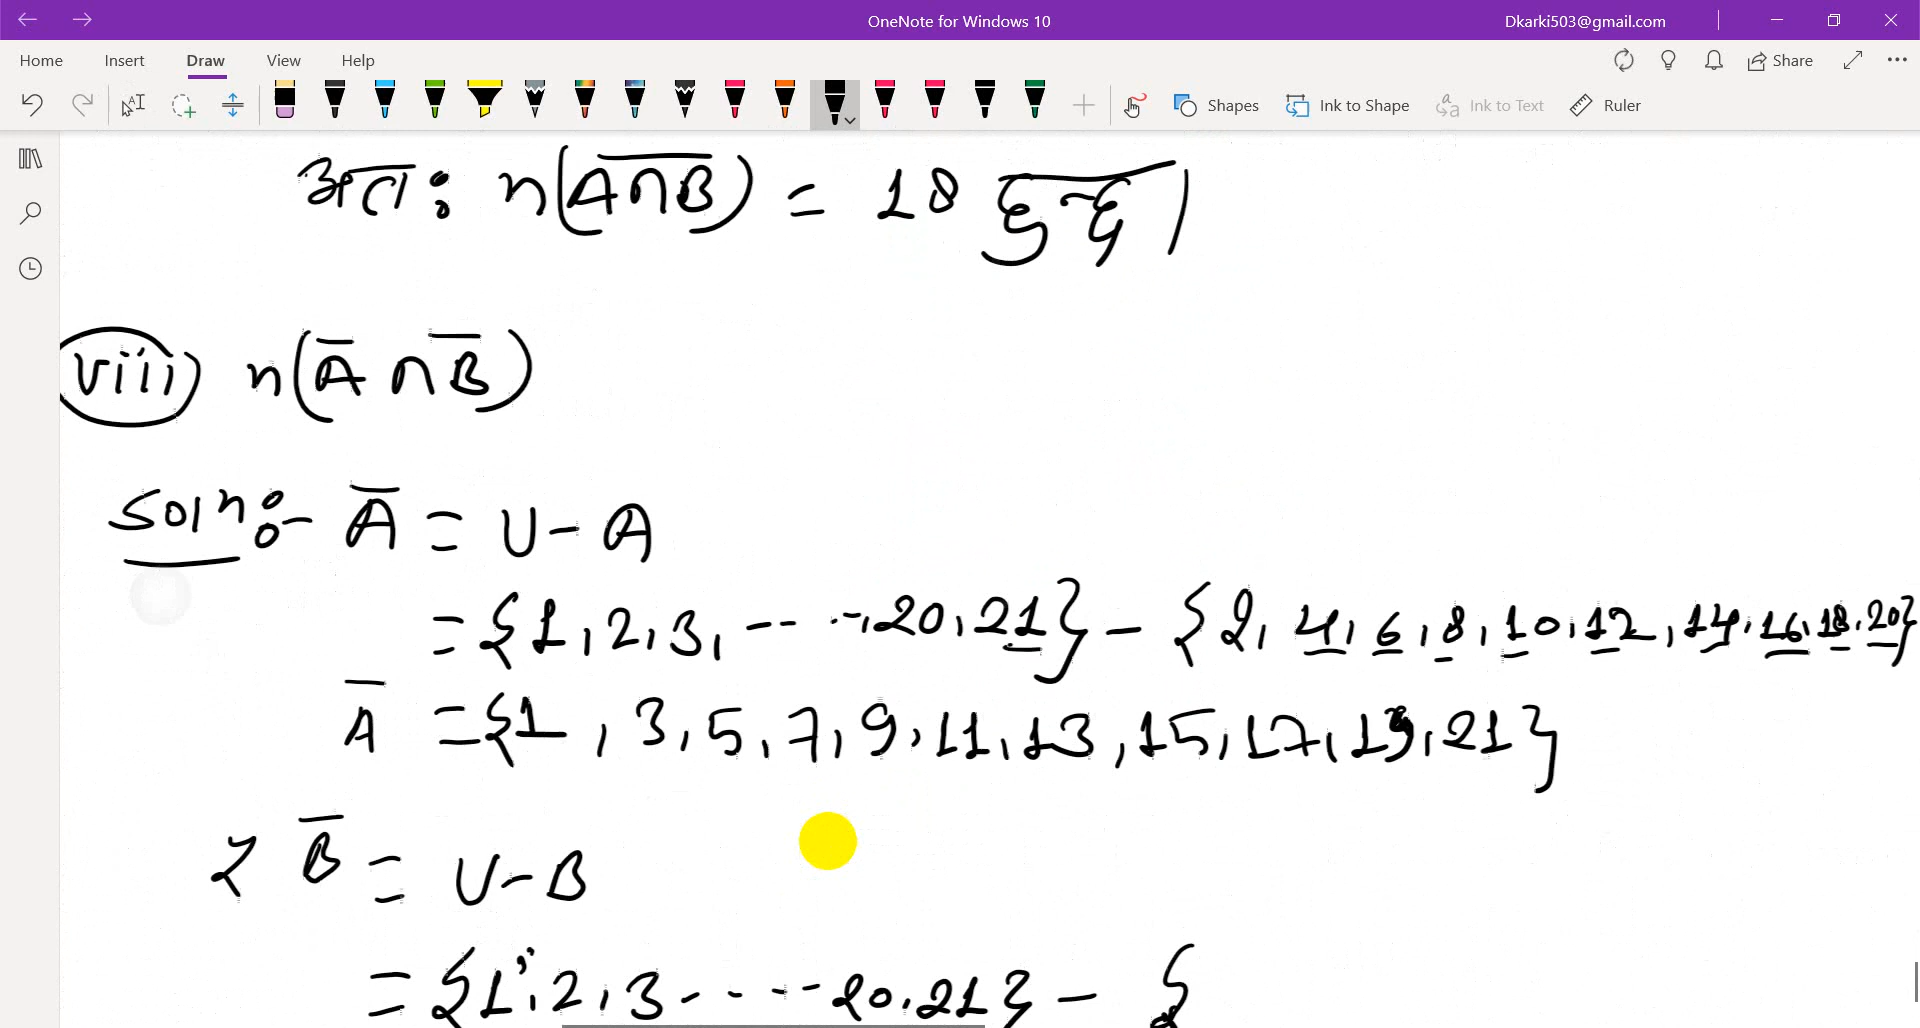 OneNote for Windows 10 Dkarki503@gmail.com
Home Insert Draw View Help Share
Shapes Ink to Shape Ink to Text Ruler
अतः n(A̅∩̅B̅) = 18 हुन्छ।
viii) n(A̅ ∩ B̅)
Soln:- A̅ = U - A
= {1, 2, 3, -- --, 20, 21} - {2, 4, 6, 8, 10, 12, 14, 16, 18, 20}
A̅ = {1, 3, 5, 7, 9, 11, 13, 15, 17, 19, 21}
र B̅ = U - B
= {1, 2, 3 - - - - - 20, 21} - {